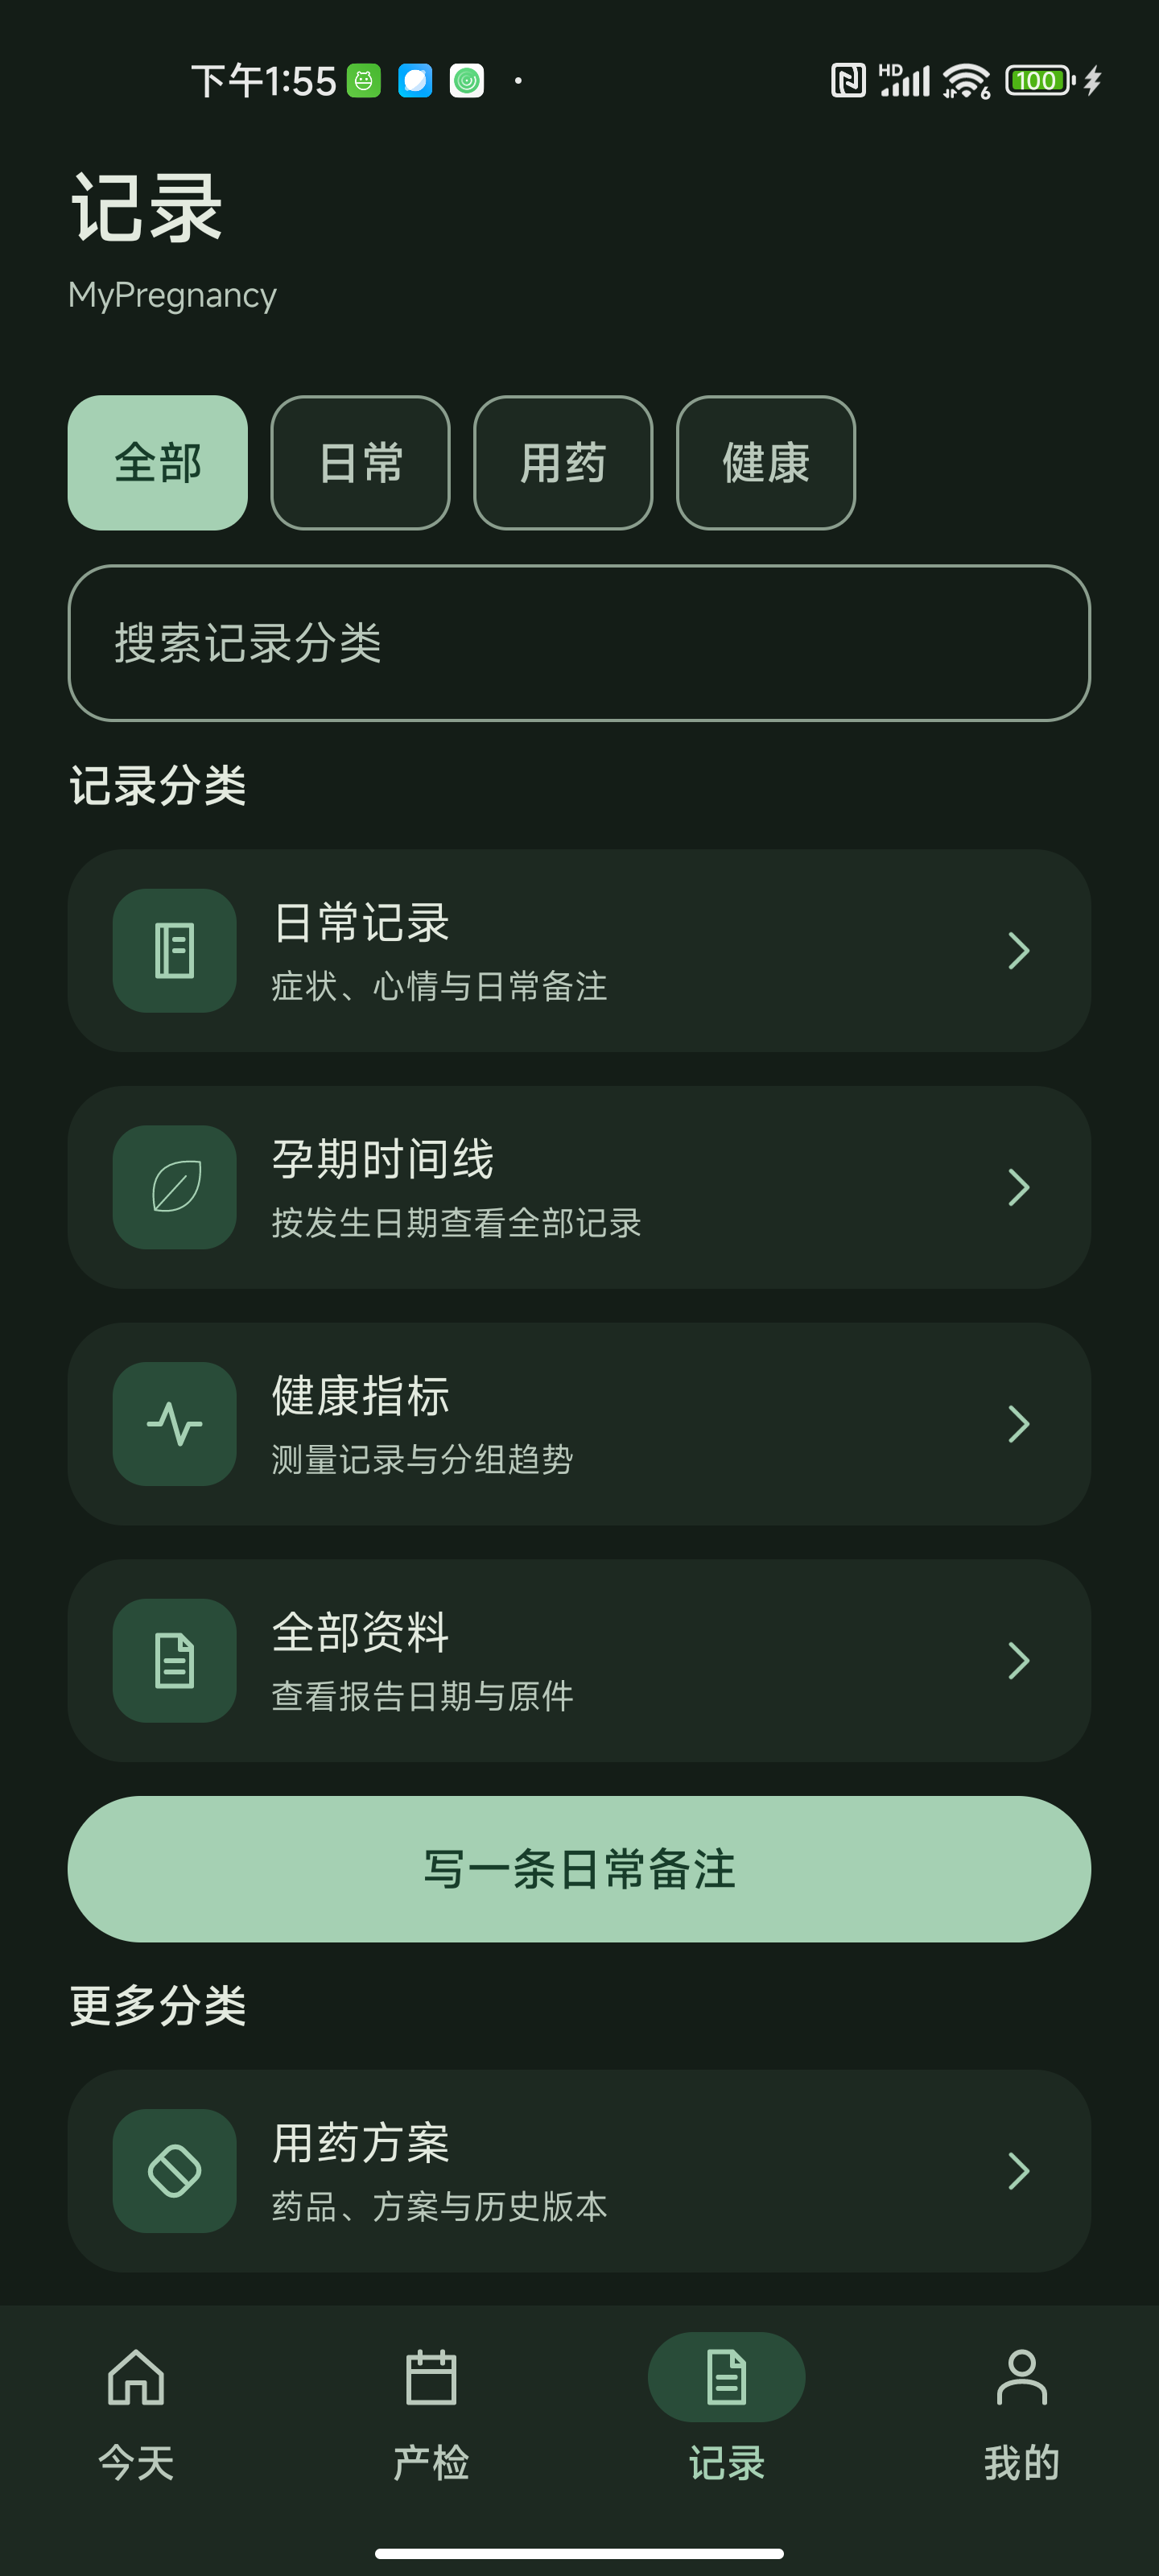 下午1:55
HD
6
100
记录
MyPregnancy
全部 日常 用药 健康
搜索记录分类
记录分类
日常记录
症状、心情与日常备注
孕期时间线
按发生日期查看全部记录
健康指标
测量记录与分组趋势
全部资料
查看报告日期与原件
写一条日常备注
更多分类
用药方案
药品、方案与历史版本
今天 产检 记录 我的